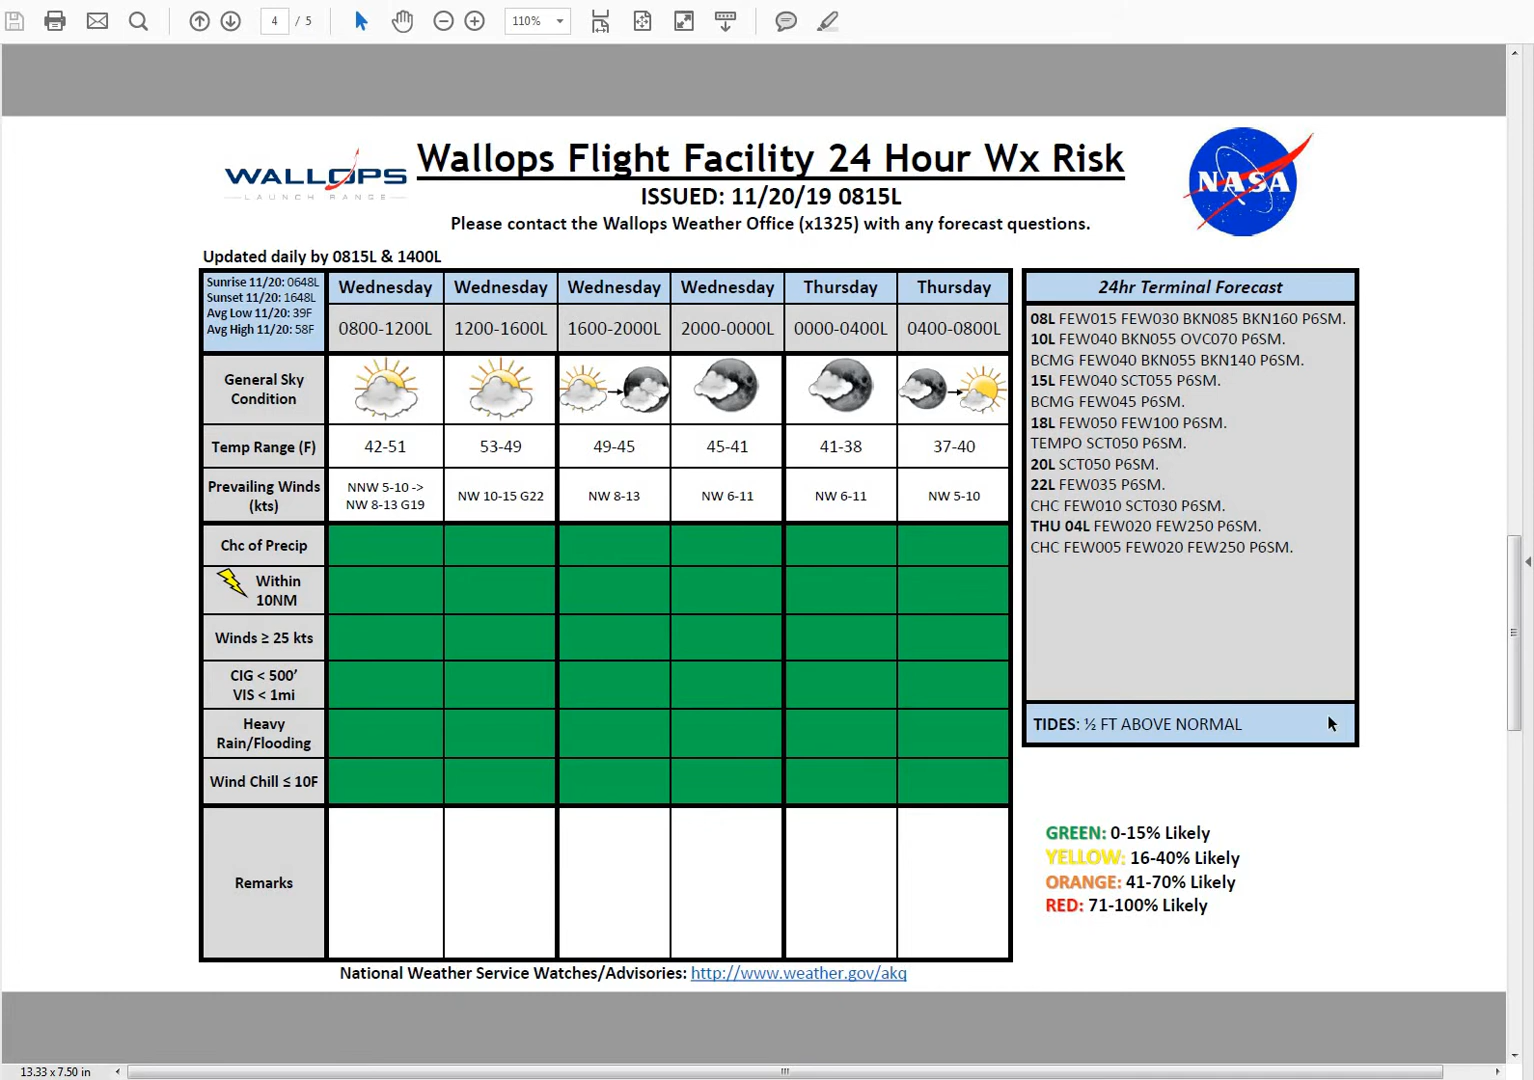 4 / 5
110%
WALLOPS
LAUNCH RANGE
Wallops Flight Facility 24 Hour Wx Risk
ISSUED: 11/20/19 0815L
Please contact the Wallops Weather Office (x1325) with any forecast questions.
NASA
Updated daily by 0815L & 1400L
Sunrise 11/20: 0648L
Sunset 11/20: 1648L
Avg Low 11/20: 39F
Avg High 11/20: 58F
Wednesday Wednesday Wednesday Wednesday Thursday Thursday
0800-1200L 1200-1600L 1600-2000L 2000-0000L 0000-0400L 0400-0800L
General Sky
Condition
Temp Range (F) 42-51 53-49 49-45 45-41 41-38 37-40
Prevailing Winds
(kts)
NNW 5-10 ->
NW 8-13 G19
NW 10-15 G22 NW 8-13 NW 6-11 NW 6-11 NW 5-10
Chc of Precip
Within
10NM
Winds ≥ 25 kts
CIG < 500’
VIS < 1mi
Heavy
Rain/Flooding
Wind Chill ≤ 10F
Remarks
24hr Terminal Forecast
08L FEW015 FEW030 BKN085 BKN160 P6SM.
10L FEW040 BKN055 OVC070 P6SM.
BCMG FEW040 BKN055 BKN140 P6SM.
15L FEW040 SCT055 P6SM.
BCMG FEW045 P6SM.
18L FEW050 FEW100 P6SM.
TEMPO SCT050 P6SM.
20L SCT050 P6SM.
22L FEW035 P6SM.
CHC FEW010 SCT030 P6SM.
THU 04L FEW020 FEW250 P6SM.
CHC FEW005 FEW020 FEW250 P6SM.
TIDES: ½ FT ABOVE NORMAL
GREEN: 0-15% Likely
YELLOW: 16-40% Likely
ORANGE: 41-70% Likely
RED: 71-100% Likely
National Weather Service Watches/Advisories: http://www.weather.gov/akq
13.33 x 7.50 in